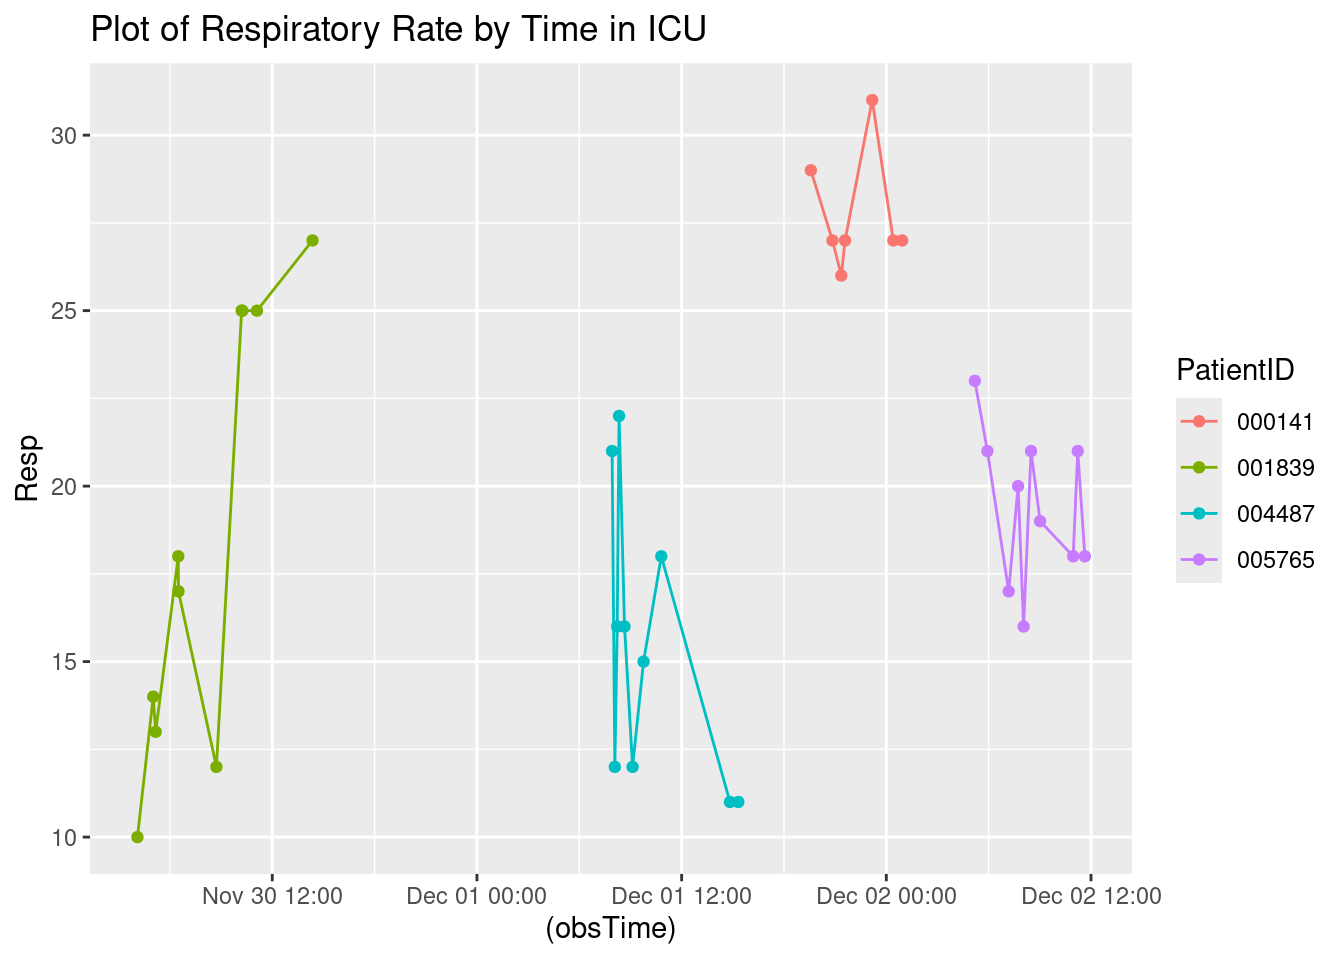 Plot of Respiratory Rate by Time in ICU
Resp
30
25
20
15
10
Nov 30 12:00
Dec 01 00:00
Dec 01 12:00
Dec 02 00:00
Dec 02 12:00
(obsTime)
PatientID
000141
001839
004487
005765